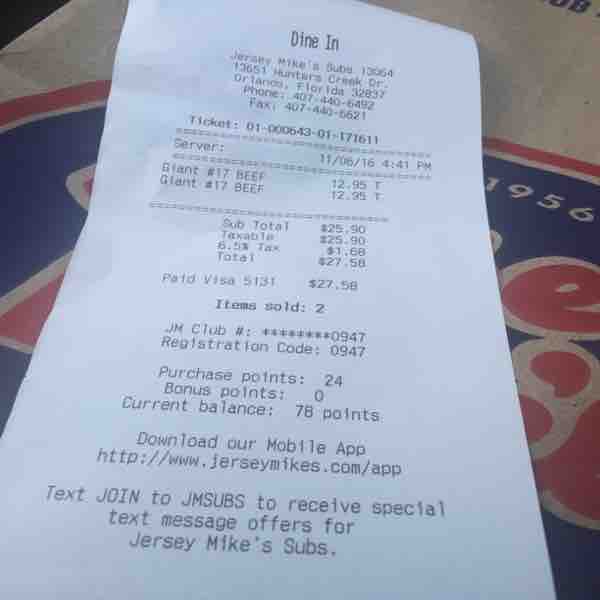 Dine In
Jersey Mike's Subs 13064
13651 Hunters Creek Dr.
Orlando, Florida 32837
Phone: 407-440-6492
Fax: 407-440-6621
Ticket: 01-000643-01-171611
Server: 11/06/16 4:41 PM
Giant #17 BEEF 12.95 T
Giant #17 BEEF 12.95 T
Sub Total $25.90
Taxable $25.90
6.5% Tax $1.68
Total $27.58
Paid Visa 5131 $27.58
Items sold: 2
JM Club #: ********0947
Registration Code: 0947
Purchase points: 24
Bonus points: 0
Current balance: 78 points
Download our Mobile App
http://www.jerseymikes.com/app
Text JOIN to JMSUBS to receive special
text message offers for
Jersey Mike's Subs.
1956